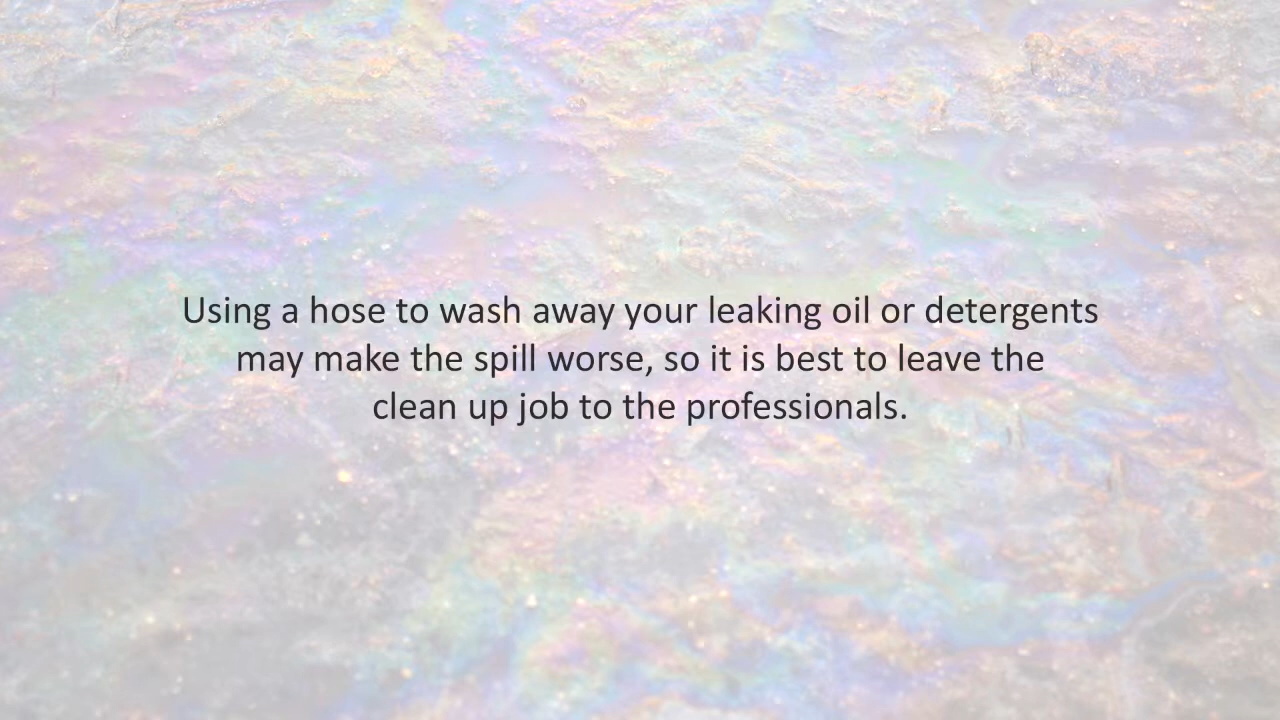 Using a hose to wash away your leaking oil or detergents
may make the spill worse, so it is best to leave the
clean up job to the professionals.